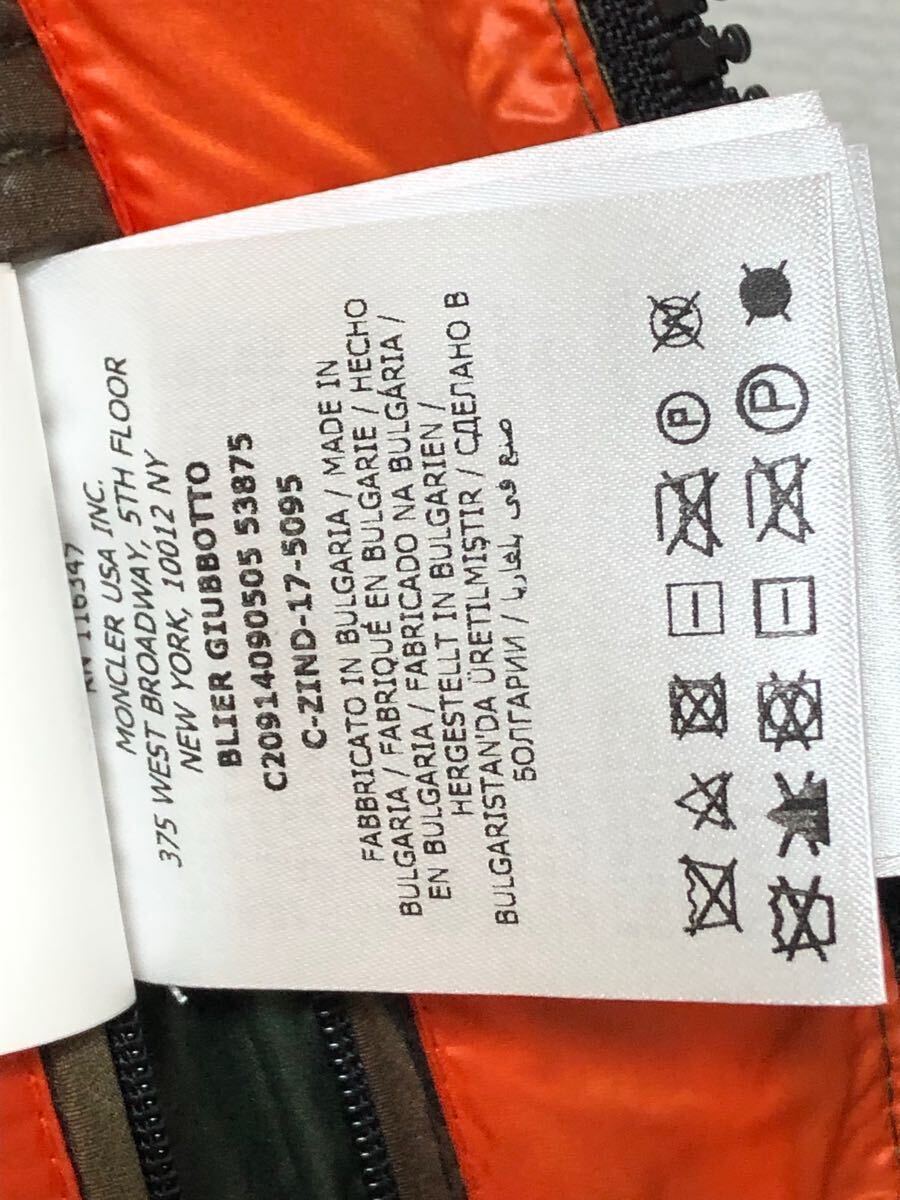 RN 116347
MONCLER USA INC.
375 WEST BROADWAY, 5TH FLOOR
NEW YORK, 10012 NY
BLIER GIUBBOTTO
C20914090505 53875
C-ZIND-17-5095
FABBRICATO IN BULGARIA / MADE IN
BULGARIA / FABRIQUÉ EN BULGARIE / HECHO
EN BULGARIA / FABRICADO NA BULGÁRIA /
HERGESTELLT IN BULGARIEN /
BULGARISTAN'DA ÜRETILMIŞTIR / СДЕЛАНО В
БОЛГАРИИ / صنع في بلغاريا
W
P
P